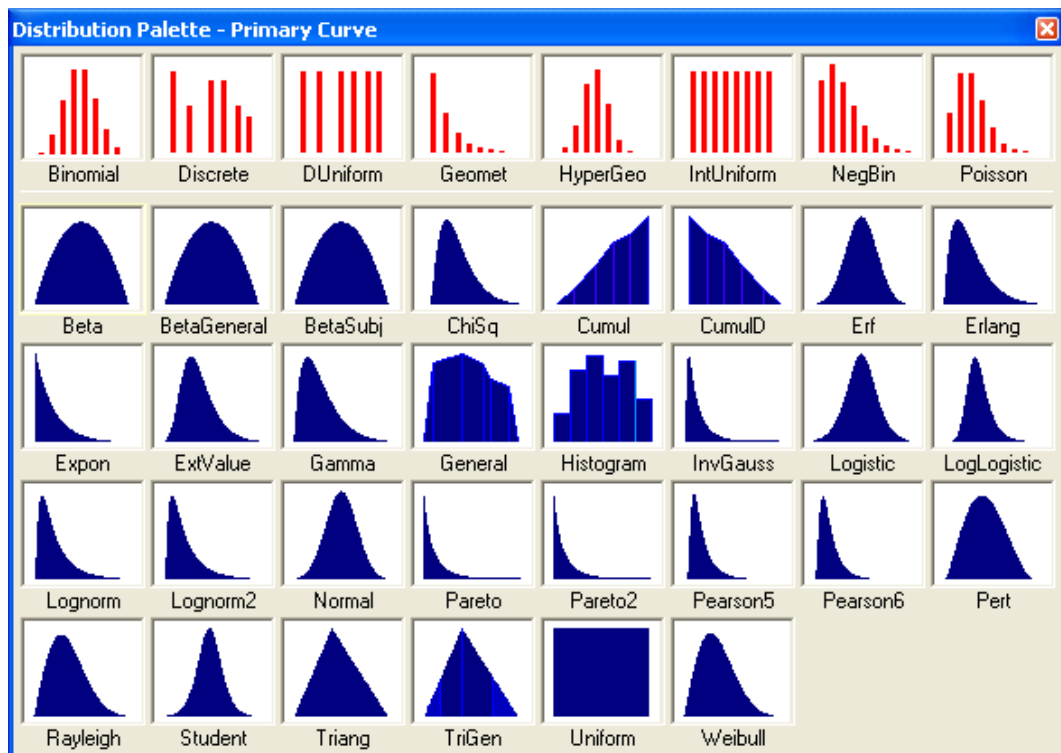 Distribution Palette - Primary Curve
Binomial Discrete DUniform Geomet HyperGeo IntUniform NegBin Poisson
Beta BetaGeneral BetaSubj ChiSq Cumul CumulD Erf Erlang
Expon ExtValue Gamma General Histogram InvGauss Logistic LogLogistic
Lognorm Lognorm2 Normal Pareto Pareto2 Pearson5 Pearson6 Pert
Rayleigh Student Triang TriGen Uniform Weibull